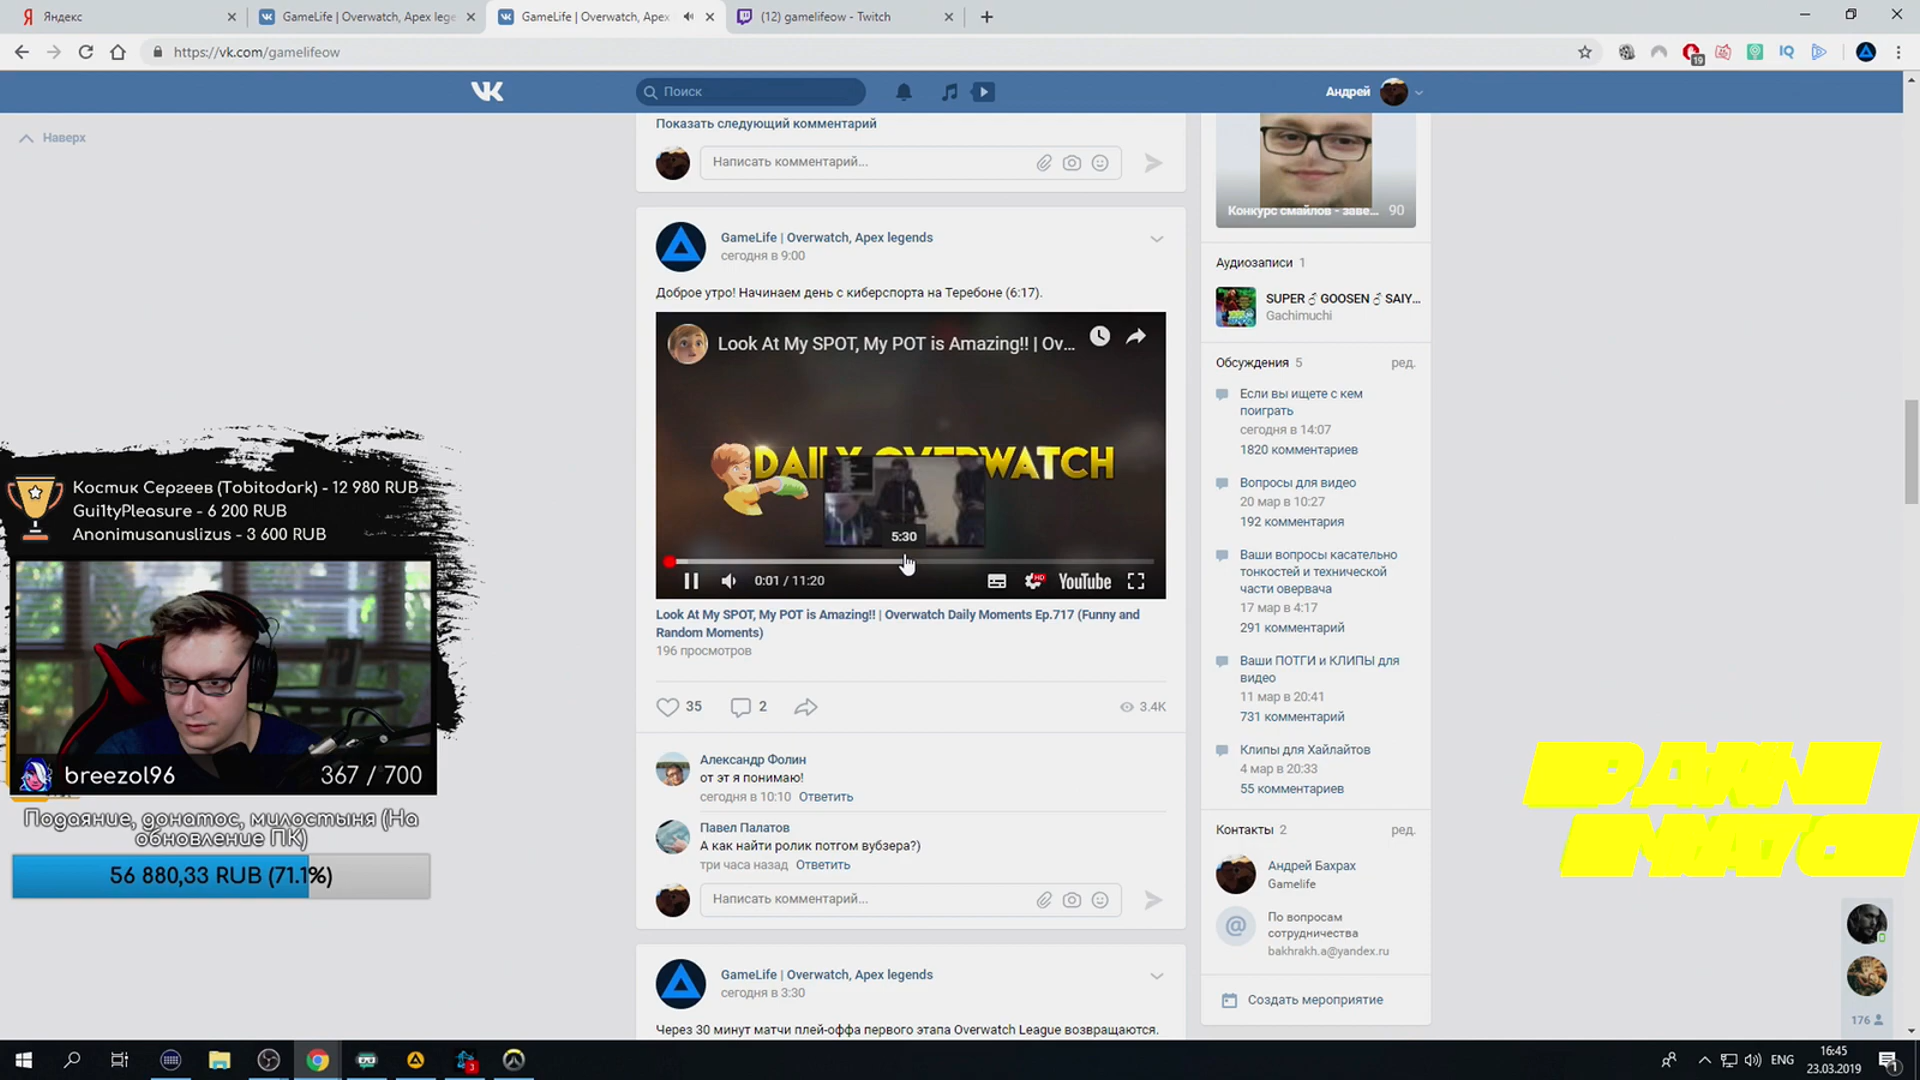 Яндекс
GameLife | Overwatch, Apex lege
GameLife | Overwatch, Apex
(12) gamelifeow - Twitch
https://vk.com/gamelifeow
19
IQ
Поиск
Андрей
Наверх
Показать следующий комментарий
Написать комментарий...
GameLife | Overwatch, Apex legends
сегодня в 9:00
Доброе утро! Начинаем день с киберспорта на Теребоне (6:17).
Look At My SPOT, My POT is Amazing!! | Ov...
DAILY OVERWATCH
5:30
0:01 / 11:20
HD
YouTube
Look At My SPOT, My POT is Amazing!! | Overwatch Daily Moments Ep.717 (Funny and
Random Moments)
196 просмотров
35
2
3.4K
Александр Фолин
от эт я понимаю!
сегодня в 10:10 Ответить
Павел Палатов
А как найти ролик потгом вубзера?)
три часа назад Ответить
Написать комментарий...
GameLife | Overwatch, Apex legends
сегодня в 3:30
Через 30 минут матчи плей-оффа первого этапа Overwatch League возвращаются.
Конкурс смайлов - заве... 90
Аудиозаписи 1
SUPER ♂ GOOSEN ♂ SAIY...
Gachimuchi
Обсуждения 5
ред.
Если вы ищете с кем
поиграть
сегодня в 14:07
1820 комментариев
Вопросы для видео
20 мар в 10:27
192 комментария
Ваши вопросы касательно
тонкостей и технической
части овервача
17 мар в 4:17
291 комментарий
Ваши ПОТГИ и КЛИПЫ для
видео
11 мар в 20:41
731 комментарий
Клипы для Хайлайтов
4 мар в 20:33
55 комментариев
Контакты 2
ред.
Андрей Бахрах
Gamelife
По вопросам
сотрудничества
bakhrakh.a@yandex.ru
Создать мероприятие
176
Костик Сергеев (Tobitodark) - 12 980 RUB
Gui1tyPleasure - 6 200 RUB
Anonimusanuslizus - 3 600 RUB
breezol96
367 / 700
Подаяние, донатос, милостыня (На
обновление ПК)
56 880,33 RUB (71.1%)
3
ENG
16:45
23.03.2019
1